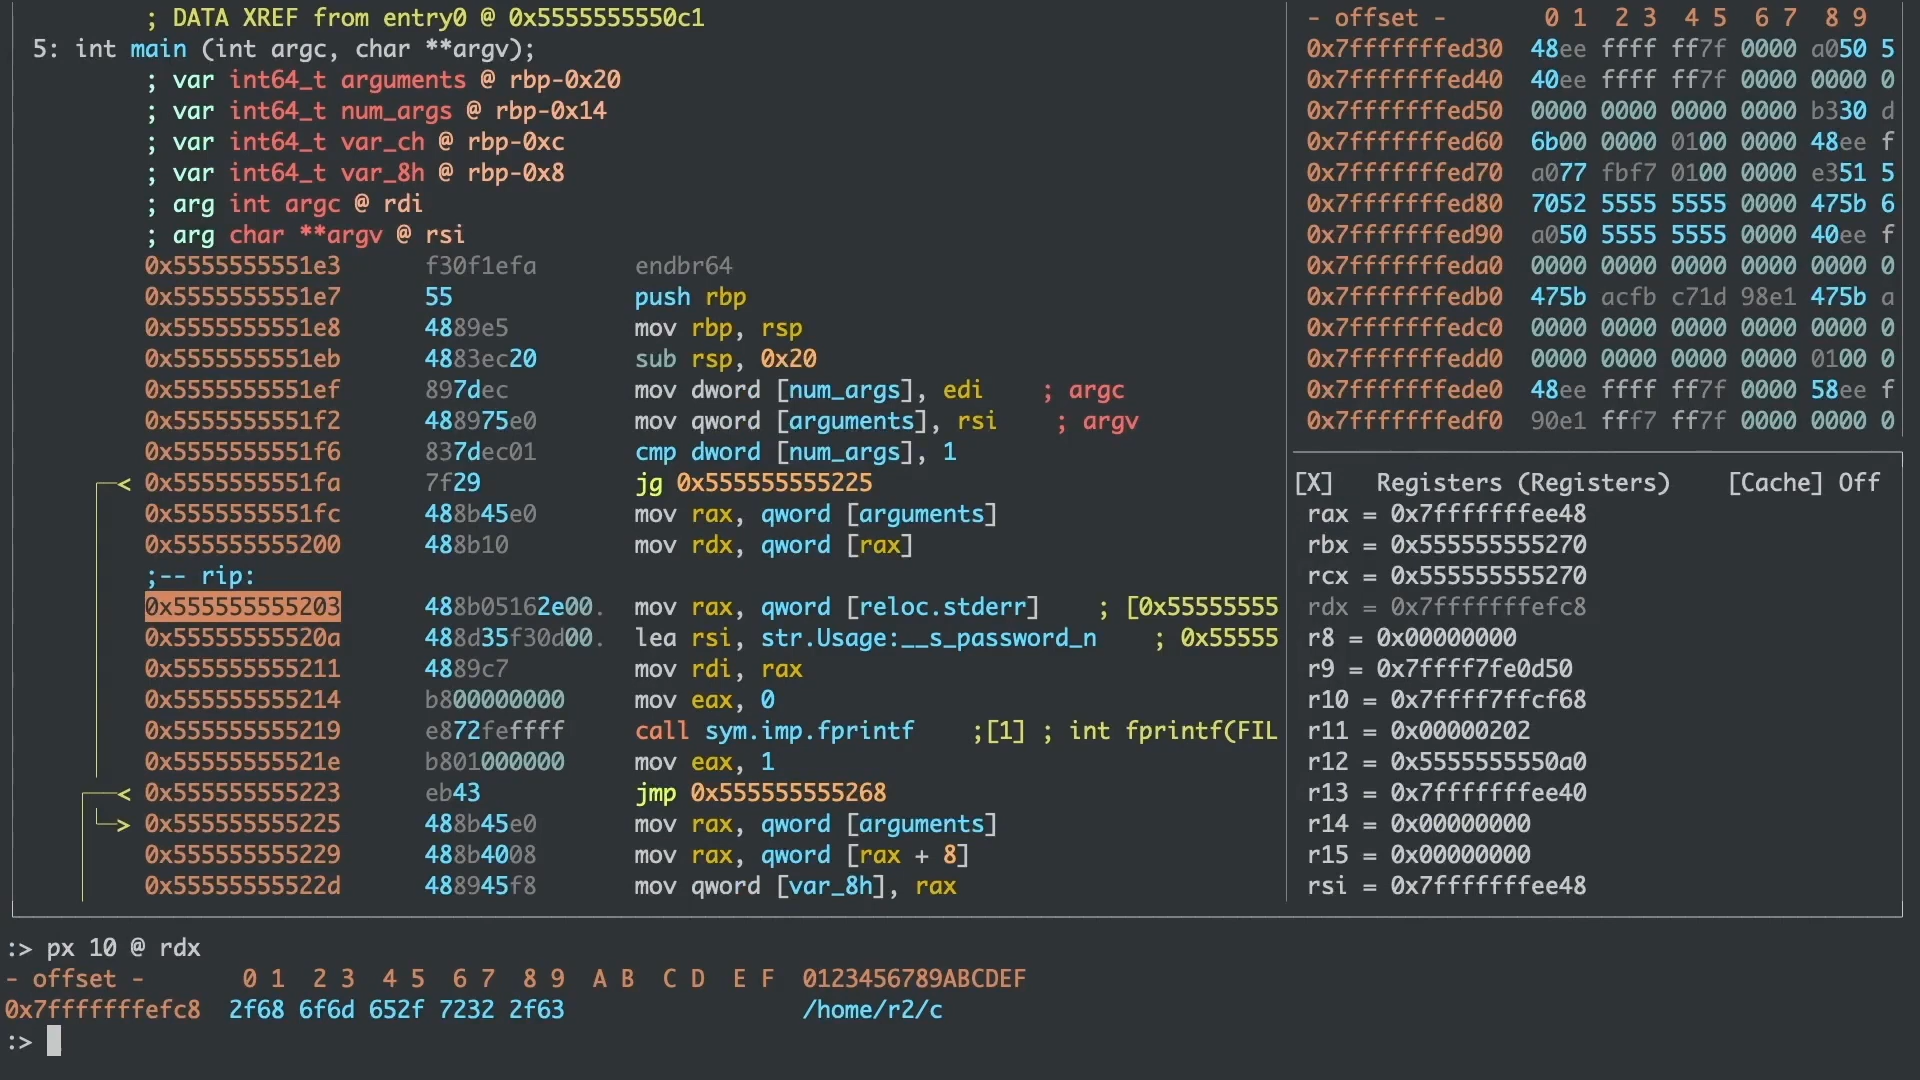 ; DATA XREF from entry0 @ 0x5555555550c1
5: int main (int argc, char **argv);
; var int64_t arguments @ rbp-0x20
; var int64_t num_args @ rbp-0x14
; var int64_t var_ch @ rbp-0xc
; var int64_t var_8h @ rbp-0x8
; arg int argc @ rdi
; arg char **argv @ rsi
0x5555555551e3 f30f1efa endbr64
0x5555555551e7 55 push rbp
0x5555555551e8 4889e5 mov rbp, rsp
0x5555555551eb 4883ec20 sub rsp, 0x20
0x5555555551ef 897dec mov dword [num_args], edi ; argc
0x5555555551f2 488975e0 mov qword [arguments], rsi ; argv
0x5555555551f6 837dec01 cmp dword [num_args], 1
< 0x5555555551fa 7f29 jg 0x555555555225
0x5555555551fc 488b45e0 mov rax, qword [arguments]
0x555555555200 488b10 mov rdx, qword [rax]
;-- rip:
0x555555555203 488b05162e00. mov rax, qword [reloc.stderr] ; [0x55555555
0x55555555520a 488d35f30d00. lea rsi, str.Usage:__s_password_n ; 0x55555
0x555555555211 4889c7 mov rdi, rax
0x555555555214 b800000000 mov eax, 0
0x555555555219 e872feffff call sym.imp.fprintf ;[1] ; int fprintf(FIL
0x55555555521e b801000000 mov eax, 1
< 0x555555555223 eb43 jmp 0x555555555268
> 0x555555555225 488b45e0 mov rax, qword [arguments]
0x555555555229 488b4008 mov rax, qword [rax + 8]
0x55555555522d 488945f8 mov qword [var_8h], rax
- offset - 0 1 2 3 4 5 6 7 8 9
0x7fffffffed30 48ee ffff ff7f 0000 a050 5
0x7fffffffed40 40ee ffff ff7f 0000 0000 0
0x7fffffffed50 0000 0000 0000 0000 b330 d
0x7fffffffed60 6b00 0000 0100 0000 48ee f
0x7fffffffed70 a077 fbf7 0100 0000 e351 5
0x7fffffffed80 7052 5555 5555 0000 475b 6
0x7fffffffed90 a050 5555 5555 0000 40ee f
0x7fffffffeda0 0000 0000 0000 0000 0000 0
0x7fffffffedb0 475b acfb c71d 98e1 475b a
0x7fffffffedc0 0000 0000 0000 0000 0000 0
0x7fffffffedd0 0000 0000 0000 0000 0100 0
0x7fffffffede0 48ee ffff ff7f 0000 58ee f
0x7fffffffedf0 90e1 fff7 ff7f 0000 0000 0
[X] Registers (Registers) [Cache] Off
rax = 0x7fffffffee48
rbx = 0x555555555270
rcx = 0x555555555270
rdx = 0x7fffffffefc8
r8 = 0x00000000
r9 = 0x7ffff7fe0d50
r10 = 0x7ffff7ffcf68
r11 = 0x00000202
r12 = 0x5555555550a0
r13 = 0x7fffffffee40
r14 = 0x00000000
r15 = 0x00000000
rsi = 0x7fffffffee48
:> px 10 @ rdx
- offset - 0 1 2 3 4 5 6 7 8 9 A B C D E F 0123456789ABCDEF
0x7fffffffefc8 2f68 6f6d 652f 7232 2f63 /home/r2/c
:>